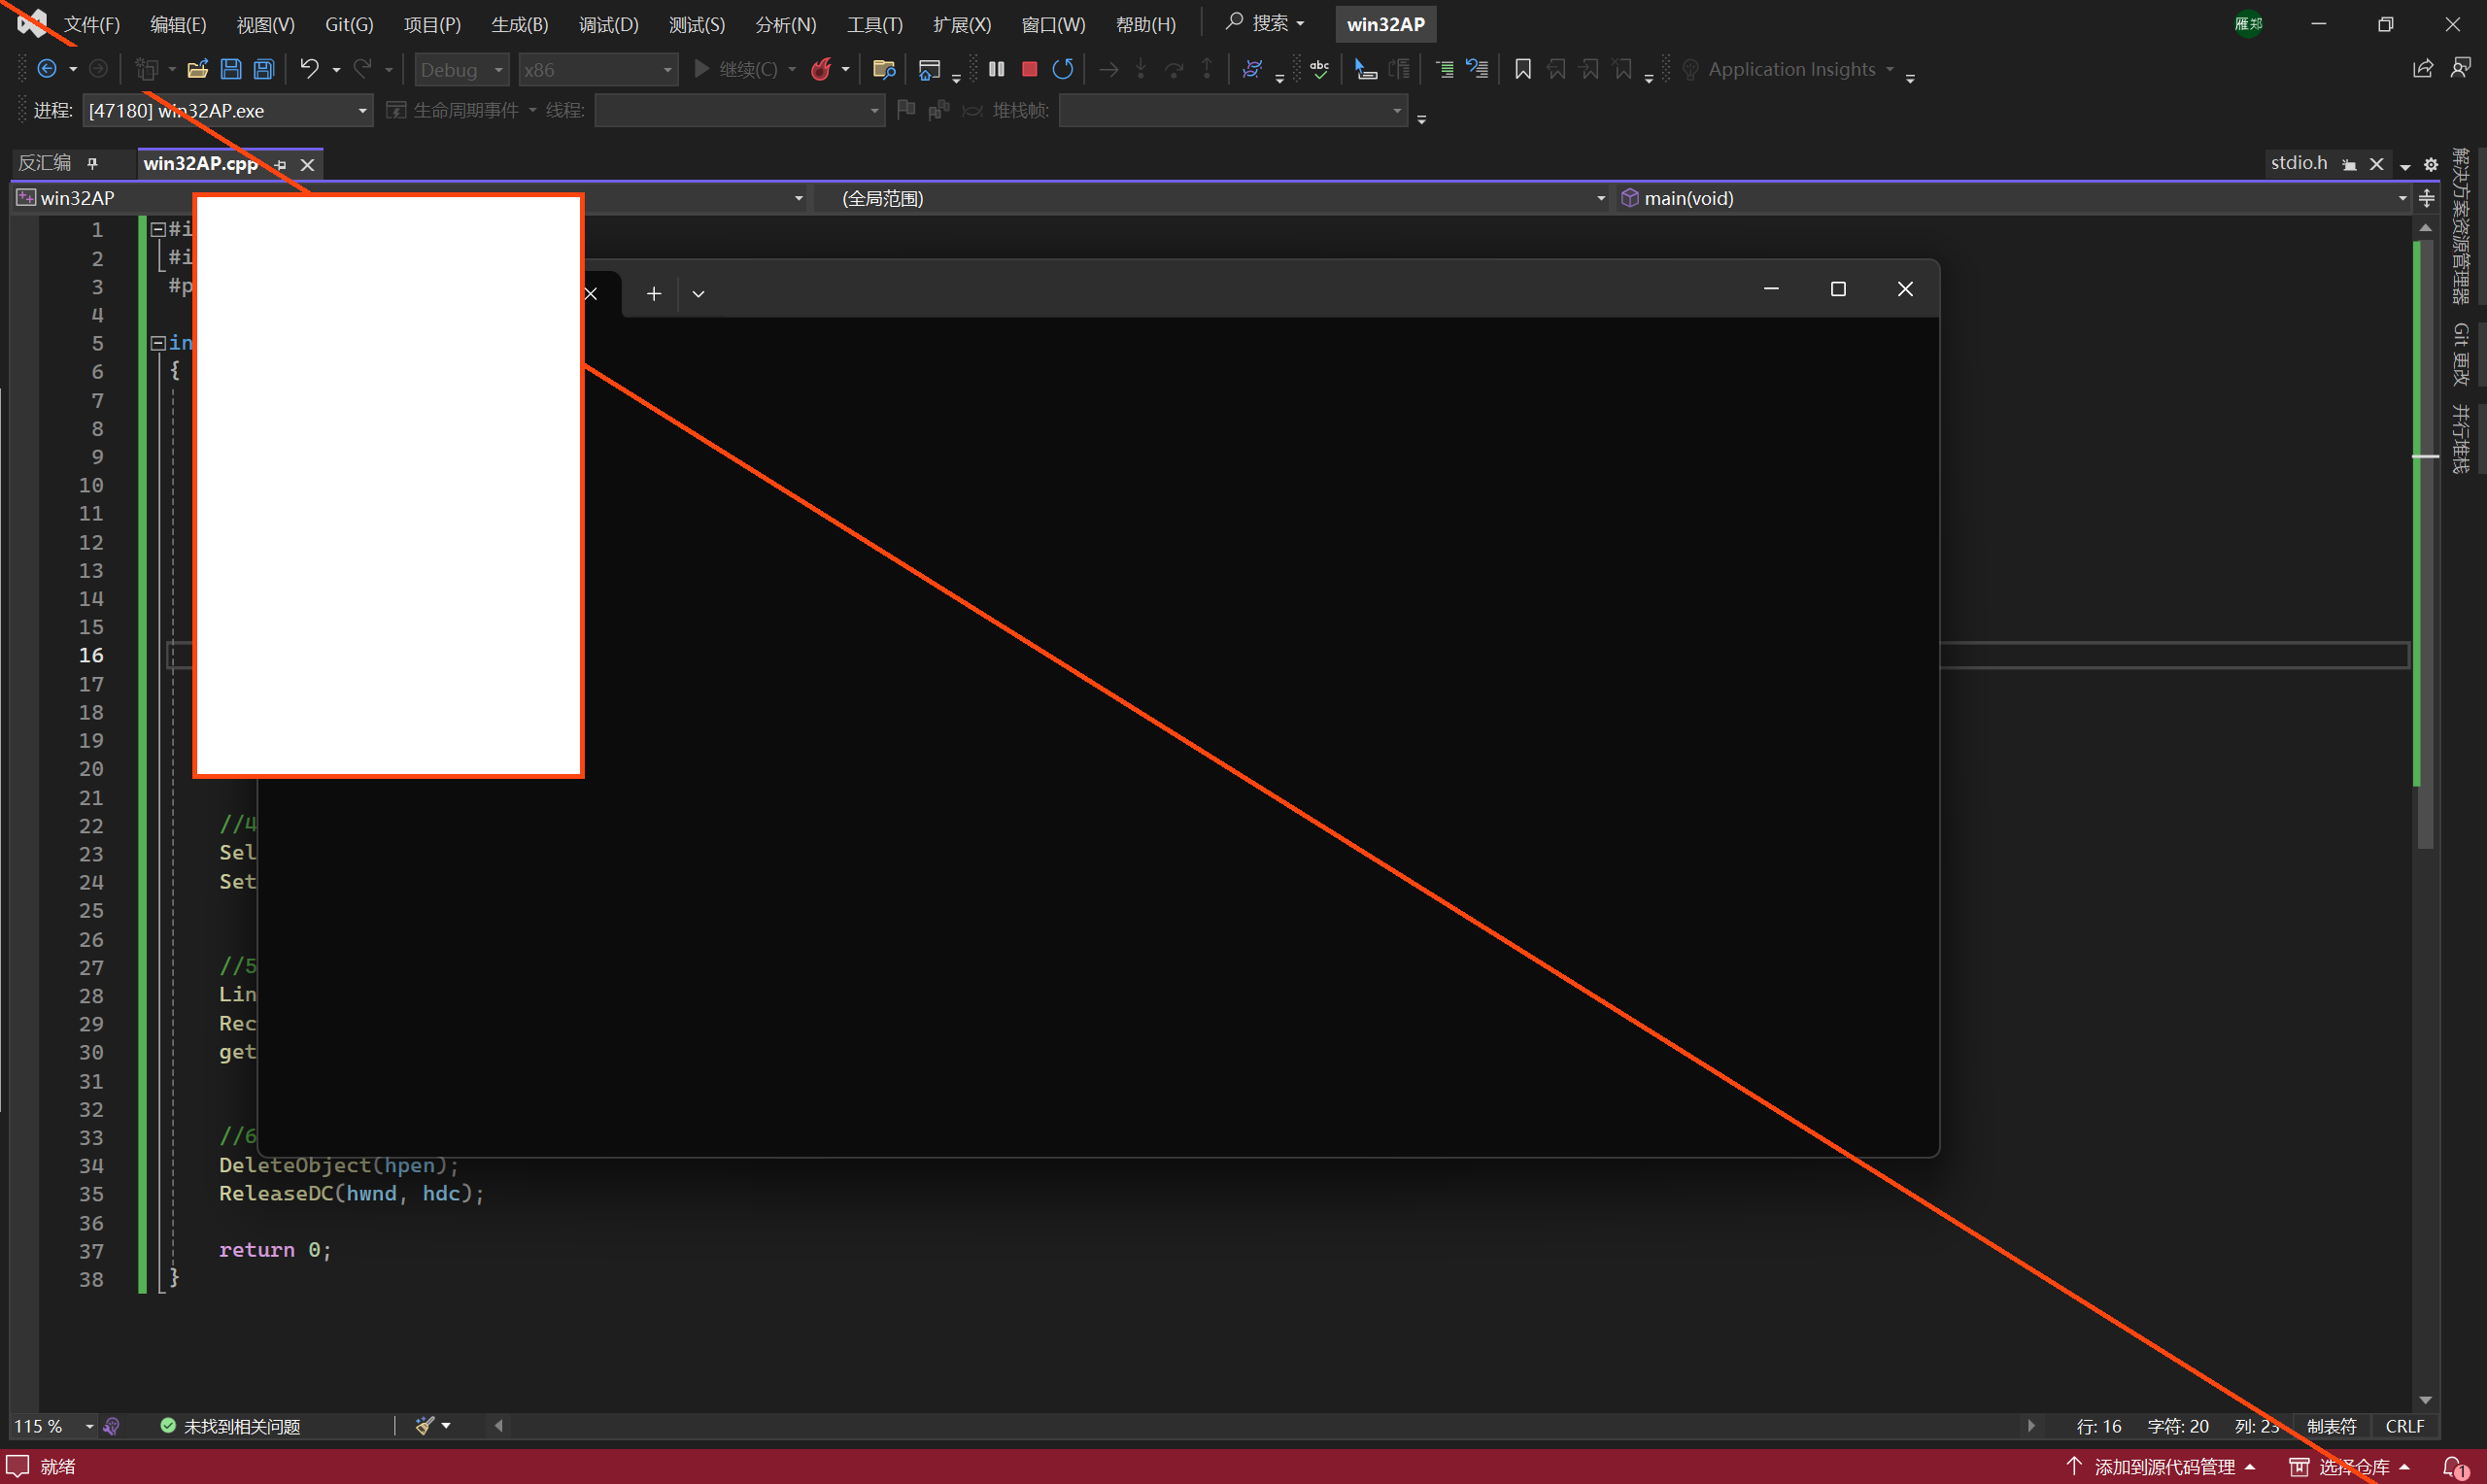 文件(F) 编辑(E) 视图(V) Git(G) 项目(P) 生成(B) 调试(D) 测试(S) 分析(N) 工具(T) 扩展(X) 窗口(W) 帮助(H) 搜索 win32AP 雁郑
Debug x86 继续(C) abc Application Insights
进程: [47180] win32AP.exe 生命周期事件 线程: 堆栈帧:
反汇编 win32AP.cpp stdio.h
win32AP (全局范围) main(void)
1 #i
2 #i
3 #p
4
5 in
6 {
7
8
9
10
11
12
13
14
15
16
17
18
19
20
21
22 //4
23 Sel
24 Set
25
26
27 //5
28 Lin
29 Rec
30 get
31
32
33 //6
34 DeleteObject(hpen);
35 ReleaseDC(hwnd, hdc);
36
37 return 0;
38 }
解决方案资源管理器
Git 更改
并行堆栈
115 % 未找到相关问题 行: 16 字符: 20 列: 23 制表符 CRLF
就绪 添加到源代码管理 选择仓库 1